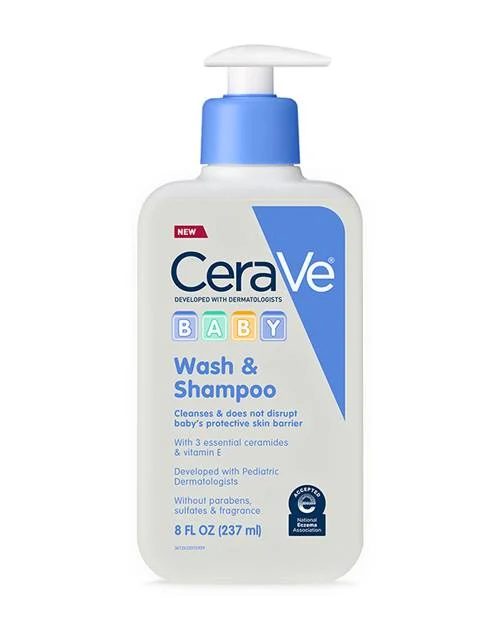 NEW
CeraVe®
DEVELOPED WITH DERMATOLOGISTS
BABY
Wash &
Shampoo
Cleanses & does not disrupt
baby's protective skin barrier
With 3 essential ceramides
& vitamin E
Developed with Pediatric
Dermatologists
Without parabens,
sulfates & fragrance
8 FL OZ (237 ml)
ACCEPTED
National
Eczema
Association